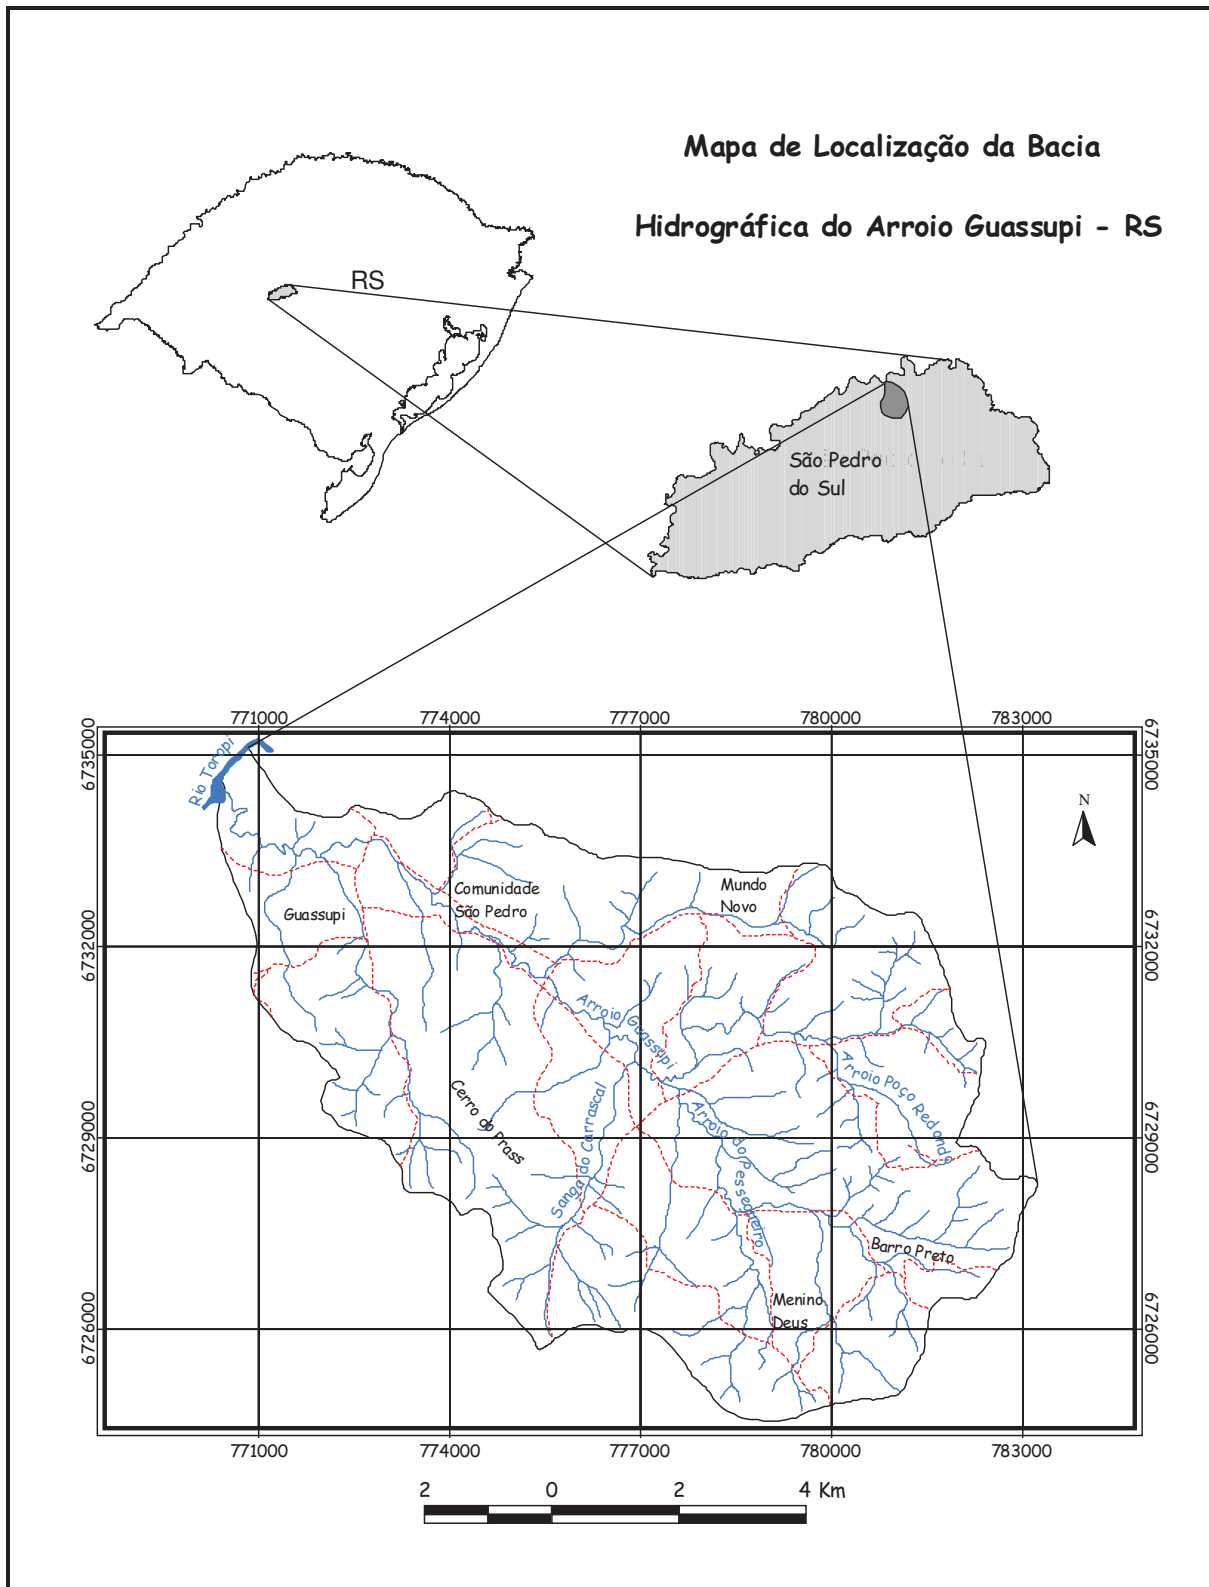 Mapa de Localização da Bacia
Hidrográfica do Arroio Guassupi - RS
RS
São Pedro
do Sul
771000
774000
777000
780000
783000
6735000
6735000
Rio Toropi
N
Comunidade
São Pedro
Mundo
Novo
Guassupi
6732000
6732000
Arroio Guassupi
Arroio Poço Redondo
Cerro do Prass
Sanga do Carrascal
Arroio do Pessegueiro
6729000
6729000
Barro Preto
Menino
Deus
6726000
6726000
771000
774000
777000
780000
783000
2 0 2 4 Km